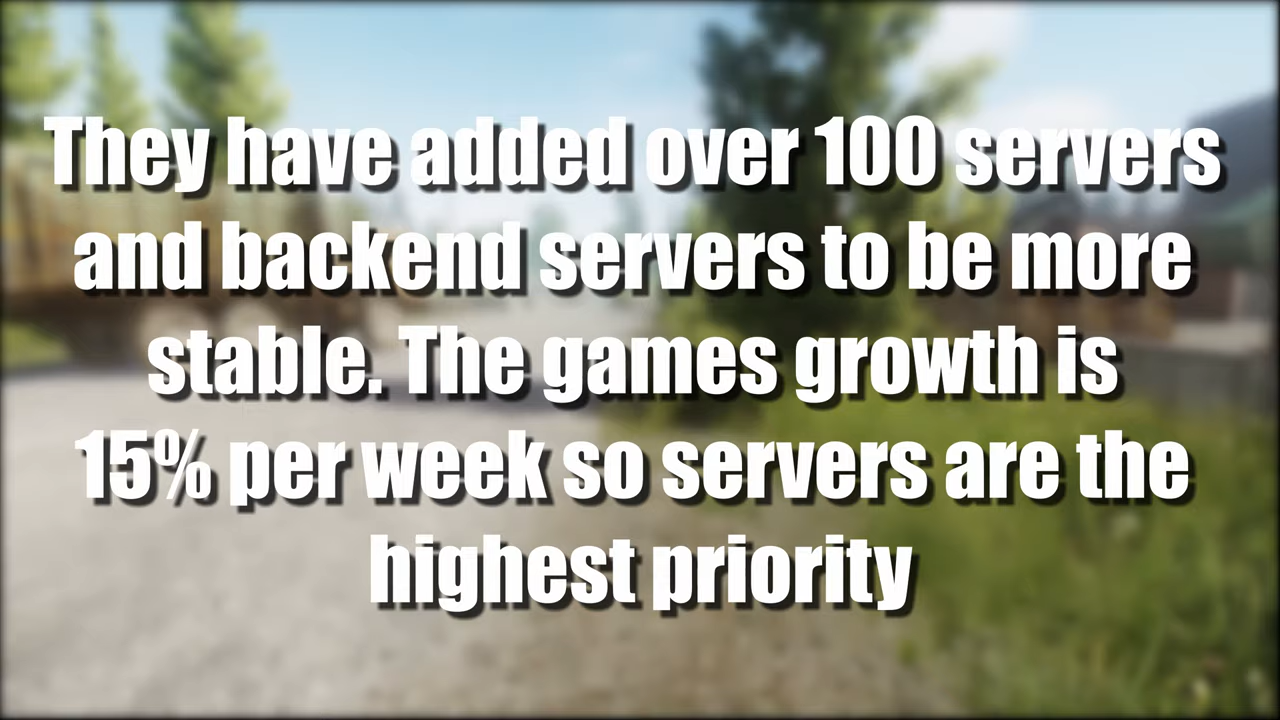 They have added over 100 servers
and backend servers to be more
stable. The games growth is
15% per week so servers are the
highest priority